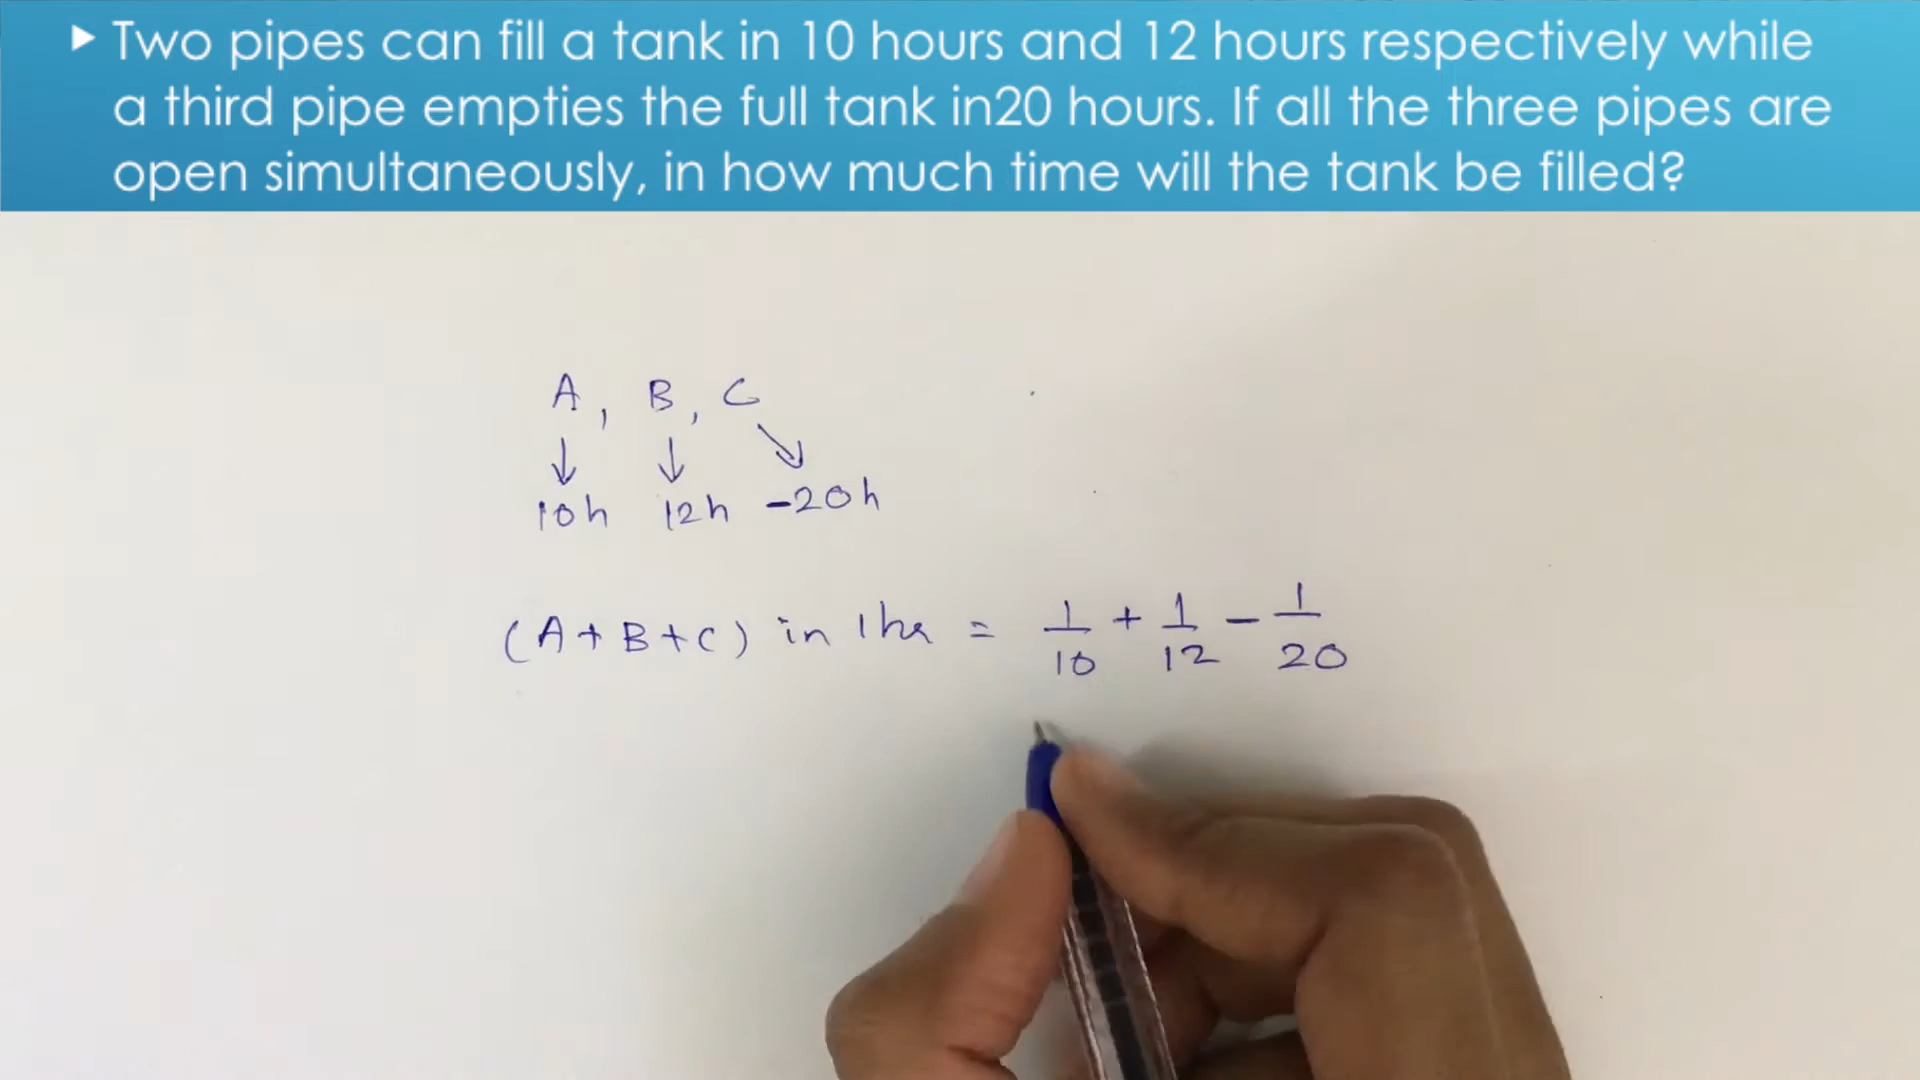 Two pipes can fill a tank in 10 hours and 12 hours respectively while
a third pipe empties the full tank in20 hours. If all the three pipes are
open simultaneously, in how much time will the tank be filled?
A, B, C
↓ ↓ ↘
10h 12h -20h
(A+B+C) in 1hr = 1/10 + 1/12 - 1/20